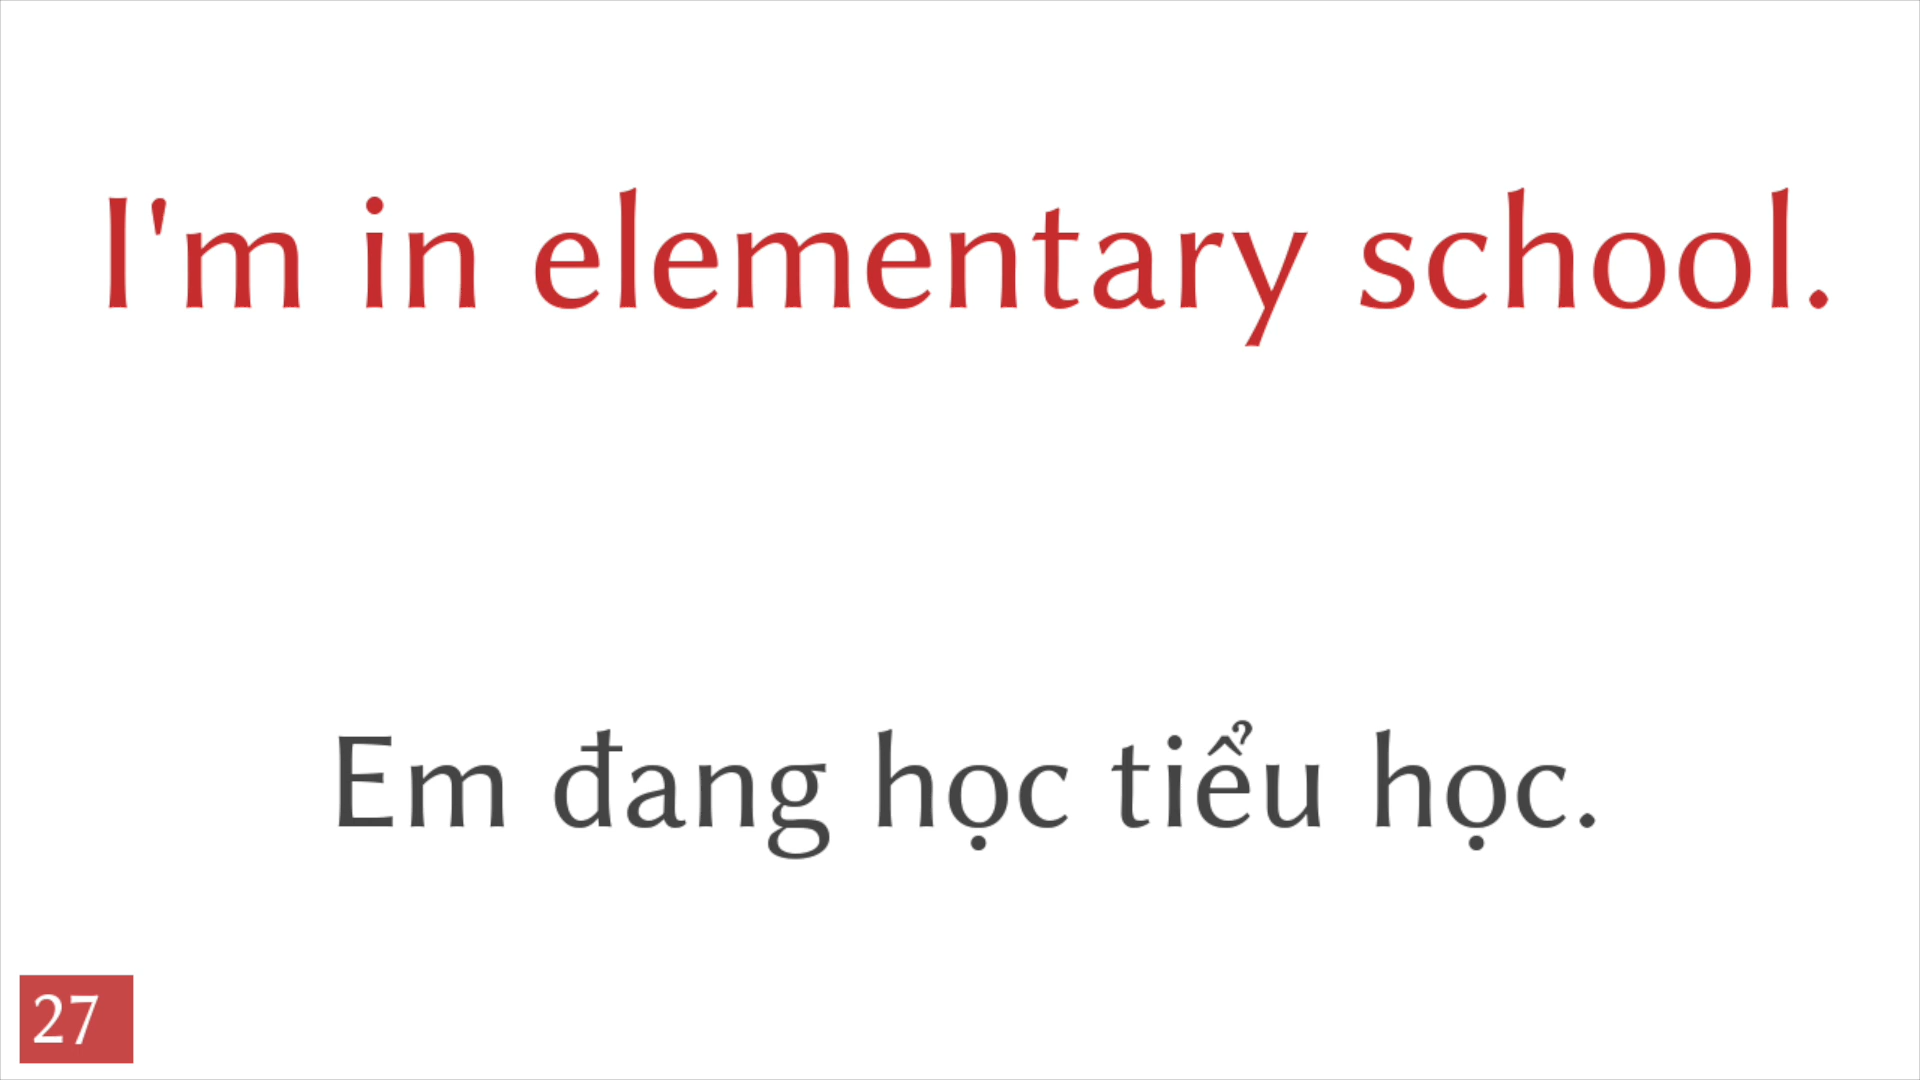 I'm in elementary school.
Em đang học tiểu học.
27